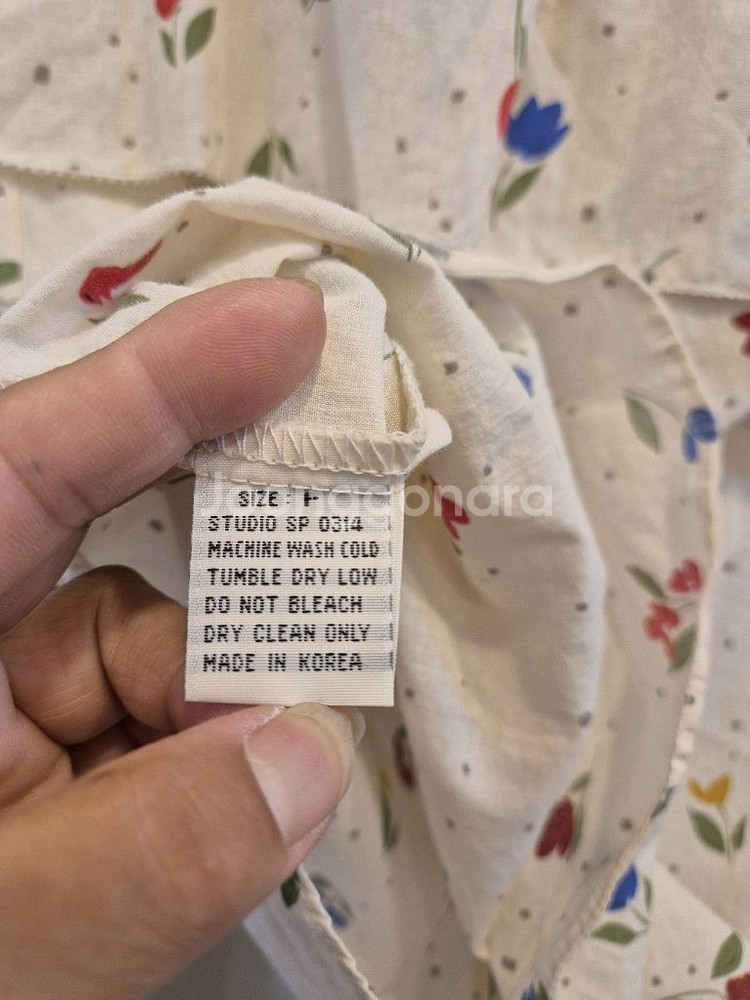 SIZE : F
STUDIO SP 0314
MACHINE WASH COLD
TUMBLE DRY LOW
DO NOT BLEACH
DRY CLEAN ONLY
MADE IN KOREA